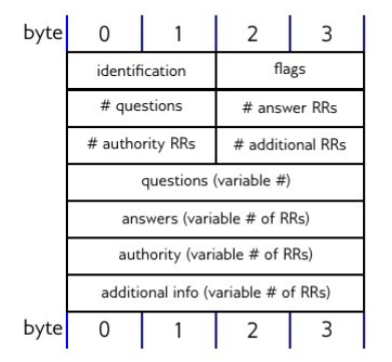 byte 0 1 2 3
identification flags
# questions # answer RRs
# authority RRs # additional RRs
questions (variable #)
answers (variable # of RRs)
authority (variable # of RRs)
additional info (variable # of RRs)
byte 0 1 2 3